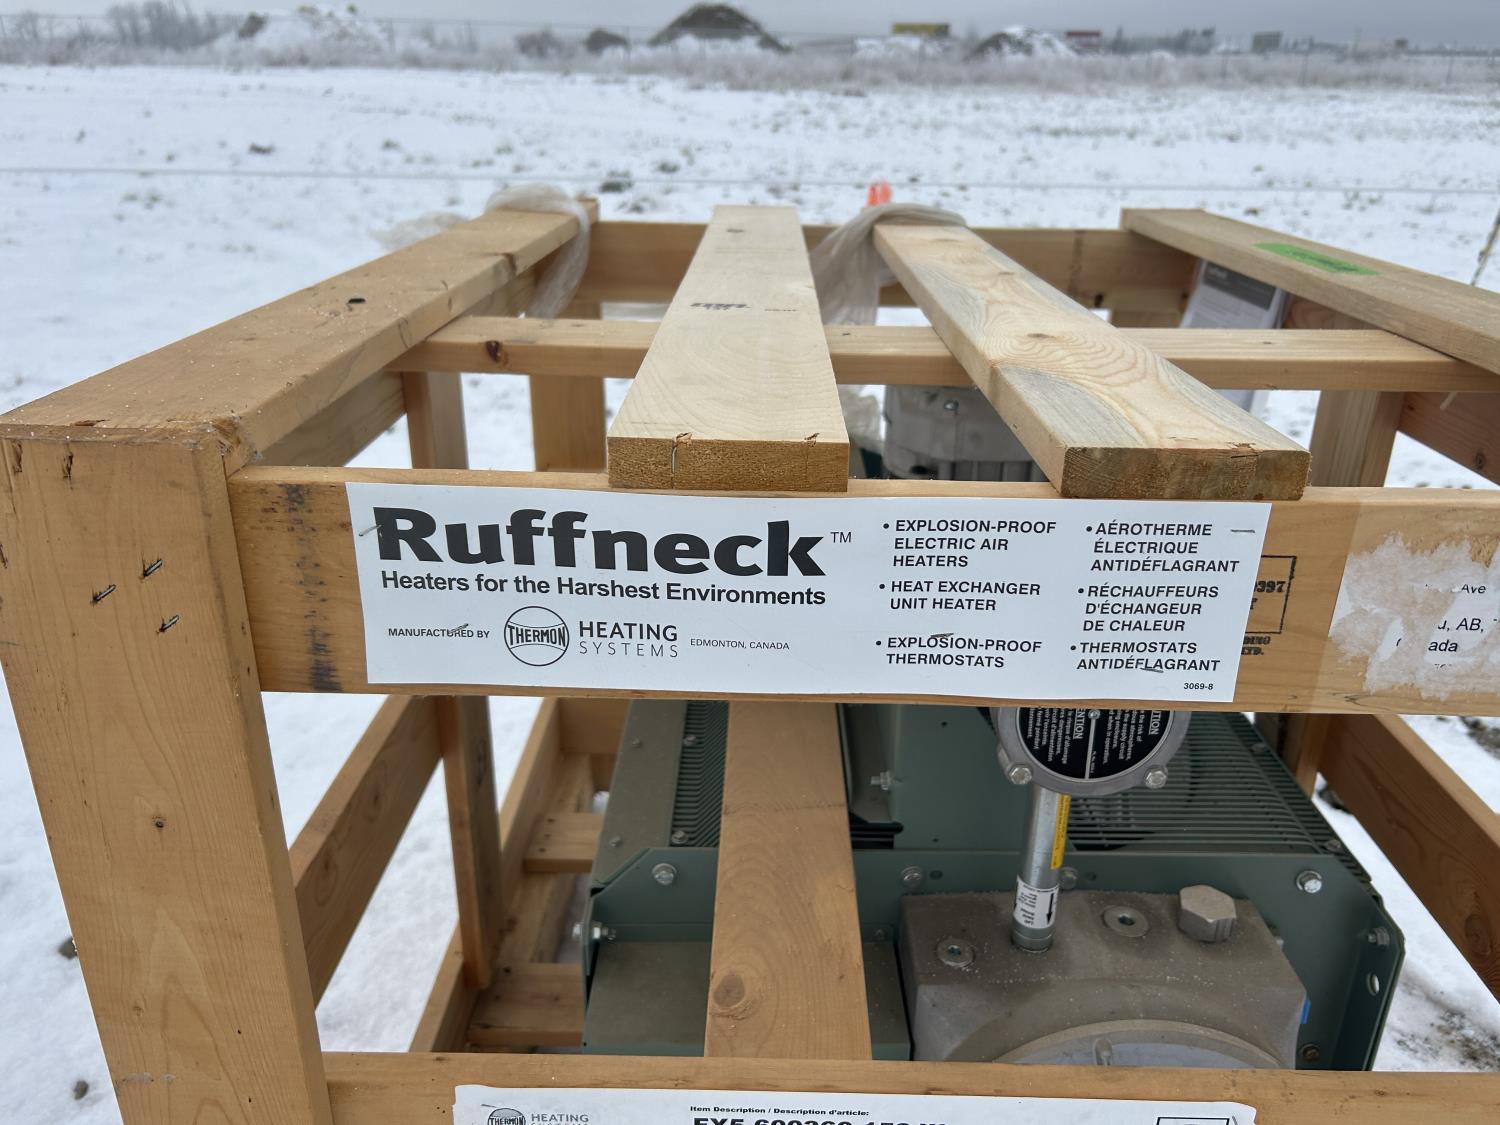 Ruffneck™
Heaters for the Harshest Environments
MANUFACTURED BY THERMON HEATING SYSTEMS EDMONTON, CANADA
• EXPLOSION-PROOF
ELECTRIC AIR
HEATERS
• HEAT EXCHANGER
UNIT HEATER
• EXPLOSION-PROOF
THERMOSTATS
• AÉROTHERME
ÉLECTRIQUE
ANTIDÉFLAGRANT
• RÉCHAUFFEURS
D'ÉCHANGEUR
DE CHALEUR
• THERMOSTATS
ANTIDÉFLAGRANT
3069-8
Ave
AB,
THERMON HEATING
Item Description / Description d'article: